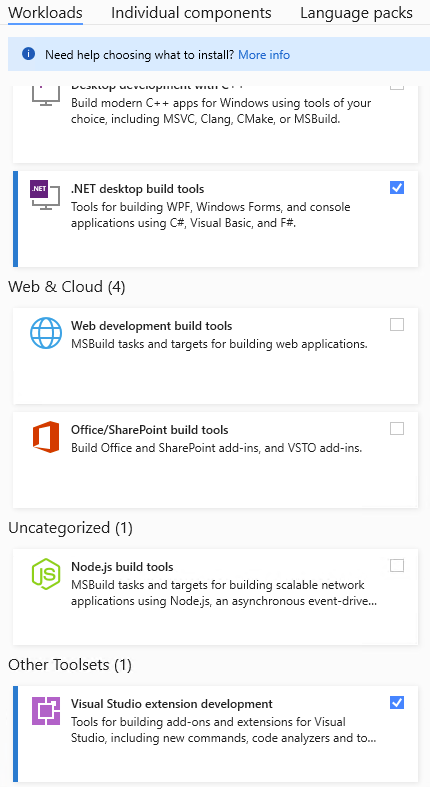 Workloads Individual components Language packs
Need help choosing what to install? More info
Desktop development with C++
Build modern C++ apps for Windows using tools of your
choice, including MSVC, Clang, CMake, or MSBuild.
.NET
.NET desktop build tools
Tools for building WPF, Windows Forms, and console
applications using C#, Visual Basic, and F#.
Web & Cloud (4)
Web development build tools
MSBuild tasks and targets for building web applications.
Office/SharePoint build tools
Build Office and SharePoint add-ins, and VSTO add-ins.
Uncategorized (1)
JS
Node.js build tools
MSBuild tasks and targets for building scalable network
applications using Node.js, an asynchronous event-drive...
Other Toolsets (1)
Visual Studio extension development
Tools for building add-ons and extensions for Visual
Studio, including new commands, code analyzers and to...